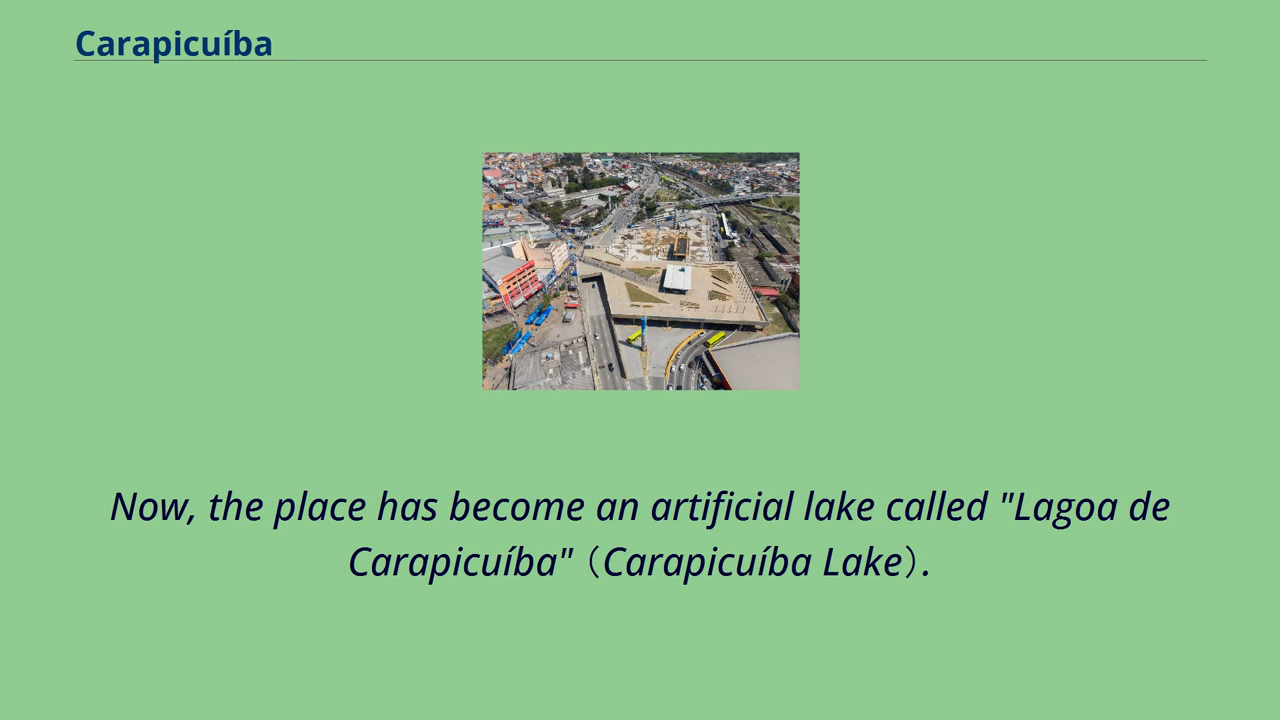 Carapicuíba
Now, the place has become an artificial lake called "Lagoa de
Carapicuíba"（Carapicuíba Lake）.